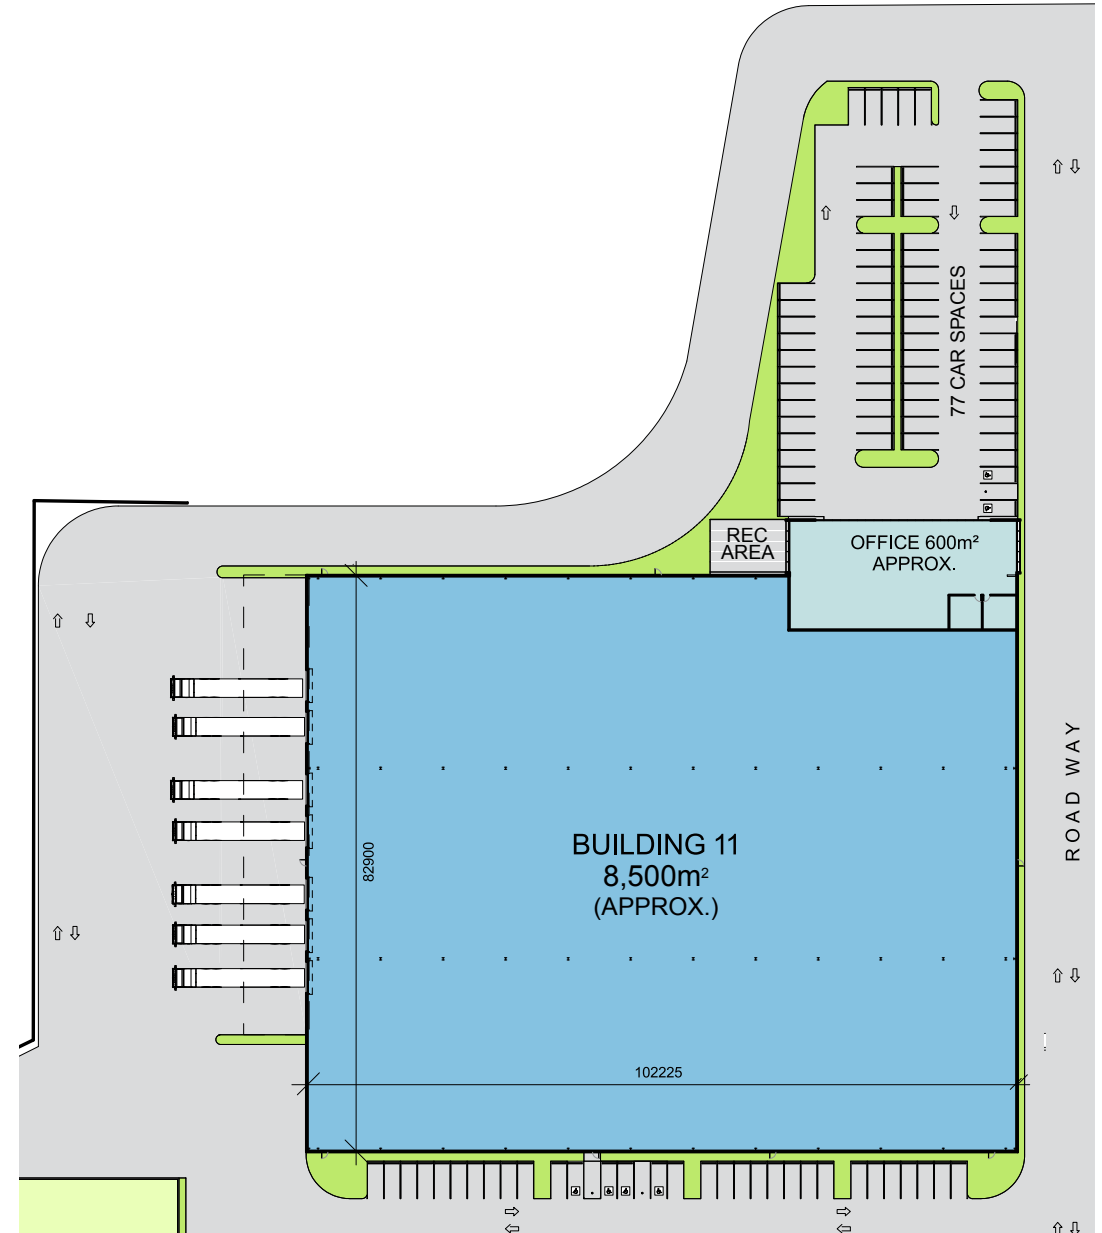 77 CAR SPACES
REC
AREA
OFFICE 600m²
APPROX.
ROAD WAY
BUILDING 11
8,500m²
(APPROX.)
82900
102225